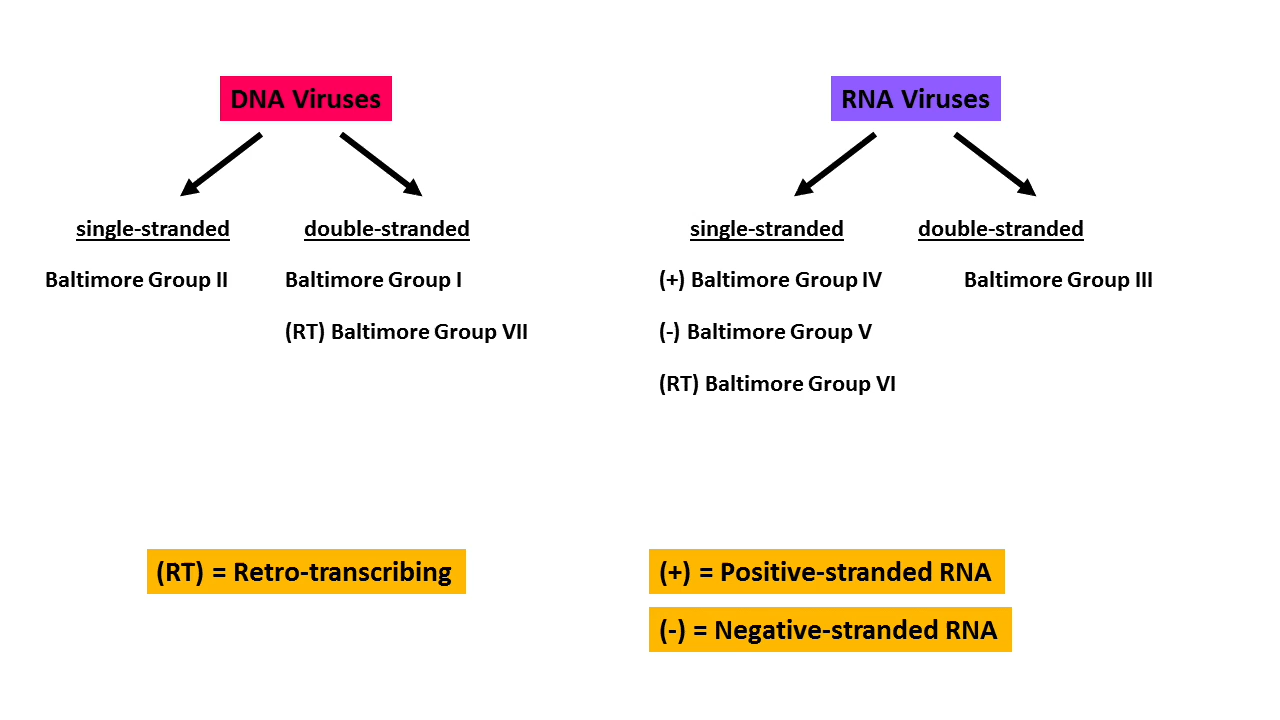 DNA Viruses
single-stranded
Baltimore Group II
double-stranded
Baltimore Group I
(RT) Baltimore Group VII
RNA Viruses
single-stranded
(+) Baltimore Group IV
(-) Baltimore Group V
(RT) Baltimore Group VI
double-stranded
Baltimore Group III
(RT) = Retro-transcribing
(+) = Positive-stranded RNA
(-) = Negative-stranded RNA